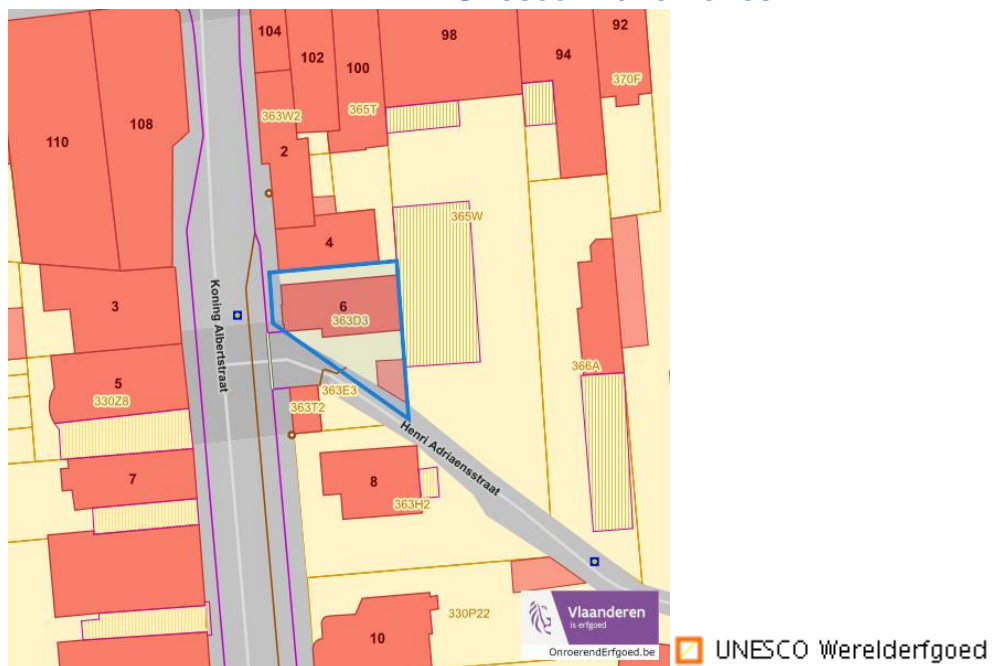 104
102
100
98
94
92
370F
365T
363W2
110
108
2
365W
4
6
363D3
3
Koning Albertstraat
5
330Z8
363E3
363T2
366A
Henri Adriaensstraat
7
8
363H2
330P22
10
Vlaanderen
is erfgoed
OnroerendErfgoed.be
UNESCO Werelderfgoed